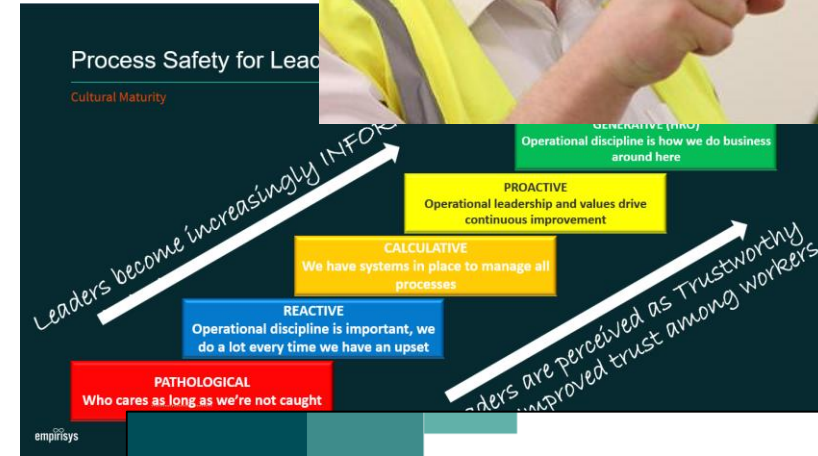 Process Safety for Lead
Cultural Maturity
Leaders become increasingly INFOR
GENERATIVE (HRO)
Operational discipline is how we do business
around here
PROACTIVE
Operational leadership and values drive
continuous improvement
CALCULATIVE
We have systems in place to manage all
processes
REACTIVE
Operational discipline is important, we
do a lot every time we have an upset
PATHOLOGICAL
Who cares as long as we're not caught
aders are perceived as Trustworthy
improved trust among workers
empirisys